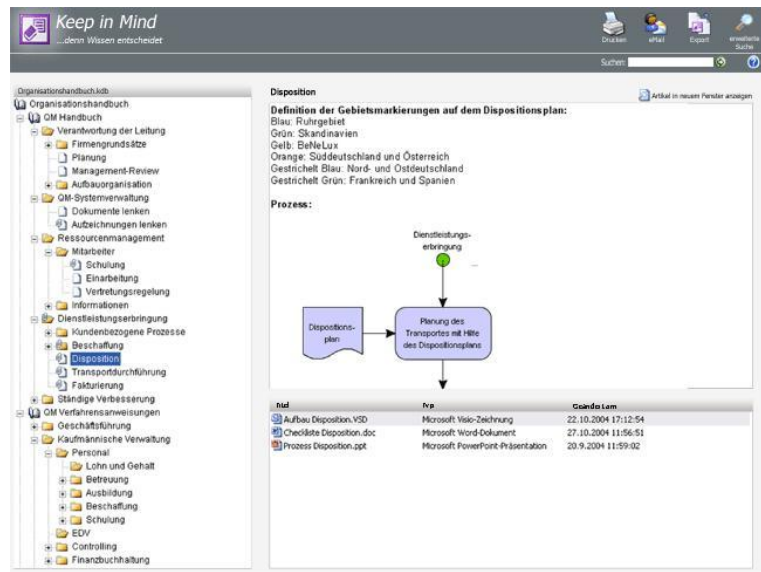 Keep in Mind
...denn Wissen entscheidet
Drucken
eMail
Export
erweiterte
Suche
Suchen:
Organisationshandbuch.kdb
Organisationshandbuch
QM Handbuch
Verantwortung der Leitung
Firmengrundsätze
Planung
Management-Review
Aufbauorganisation
QM-Systemverwaltung
Dokumente lenken
Aufzeichnungen lenken
Ressourcenmanagement
Mitarbeiter
Schulung
Einarbeitung
Vertretungsregelung
Informationen
Dienstleistungserbringung
Kundenbezogene Prozesse
Beschaffung
Disposition
Transportdurchführung
Fakturierung
Ständige Verbesserung
QM Verfahrensanweisungen
Geschäftsführung
Kaufmännische Verwaltung
Personal
Lohn und Gehalt
Betreuung
Ausbildung
Beschaffung
Schulung
EDV
Controlling
Finanzbuchhaltung
Disposition
Artikel in neuem Fenster anzeigen
Definition der Gebietsmarkierungen auf dem Dispositionsplan:
Blau: Ruhrgebiet
Grün: Skandinavien
Gelb: BeNeLux
Orange: Süddeutschland und Österreich
Gestrichelt Blau: Nord- und Ostdeutschland
Gestrichelt Grün: Frankreich und Spanien
Prozess:
Dienstleistungs-
erbringung
Dispositions-
plan
Planung des
Transportes mit Hilfe
des Dispositionsplans
Aufbau Disposition.VSD Microsoft Visio-Zeichnung 22.10.2004 17:12:54
Checkliste Disposition.doc Microsoft Word-Dokument 27.10.2004 11:56:51
Prozess Disposition.ppt Microsoft PowerPoint-Präsentation 20.9.2004 11:59:02